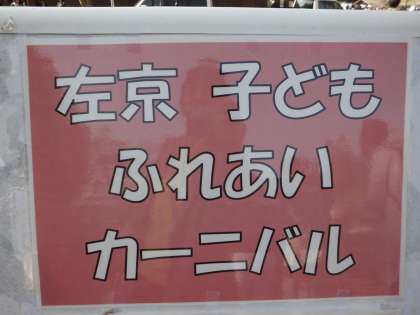 左京 子ども
ふれあい
カーニバル